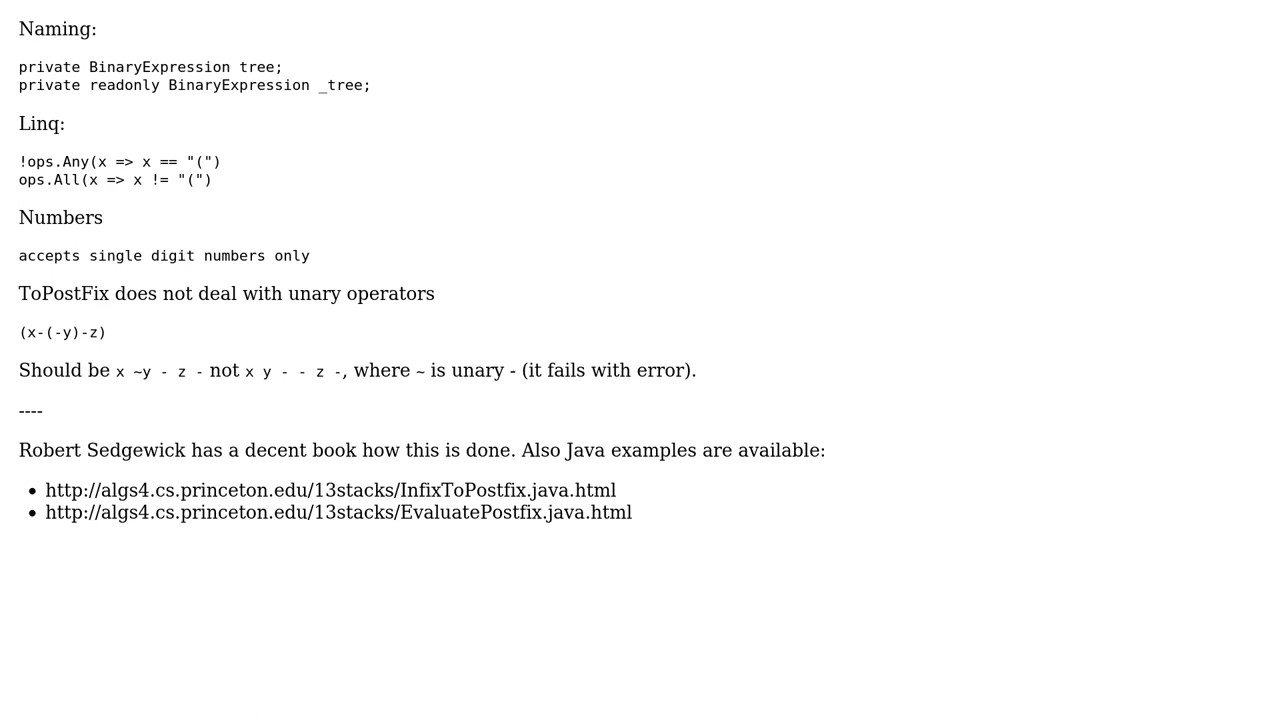 Naming:
private BinaryExpression tree;
private readonly BinaryExpression _tree;
Linq:
!ops.Any(x => x == "(")
ops.All(x => x != "(")
Numbers
accepts single digit numbers only
ToPostFix does not deal with unary operators
(x-(-y)-z)
Should be x ~y - z - not x y - - z -, where ~ is unary - (it fails with error).
----
Robert Sedgewick has a decent book how this is done. Also Java examples are available:
• http://algs4.cs.princeton.edu/13stacks/InfixToPostfix.java.html
• http://algs4.cs.princeton.edu/13stacks/EvaluatePostfix.java.html